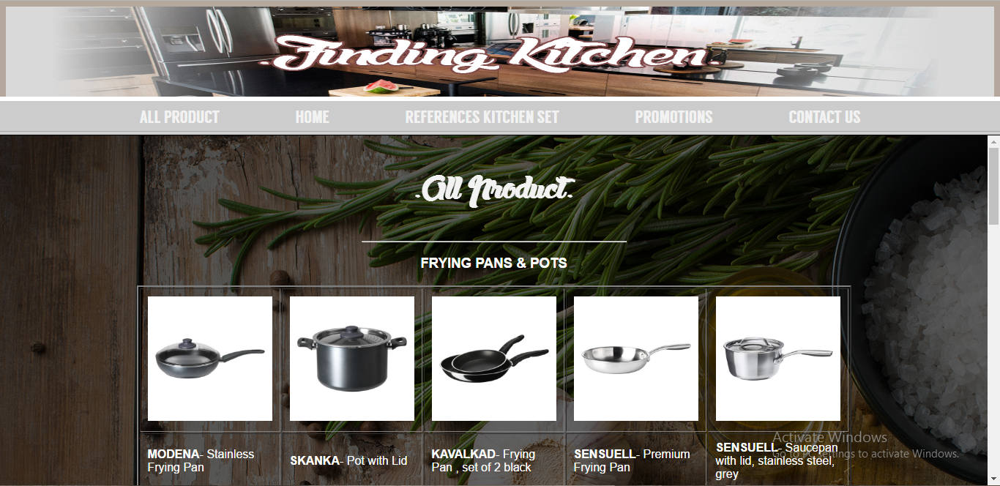 .Finding Kitchen.
ALL PRODUCT HOME REFERENCES KITCHEN SET PROMOTIONS CONTACT US
.All Product.
FRYING PANS & POTS
MODENA- Stainless
Frying Pan
SKANKA- Pot with Lid
KAVALKAD- Frying
Pan , set of 2 black
SENSUELL- Premium
Frying Pan
SENSUELL- Saucepan
with lid, stainless steel,
grey
Activate Windows
Go to PC settings to activate Windows.